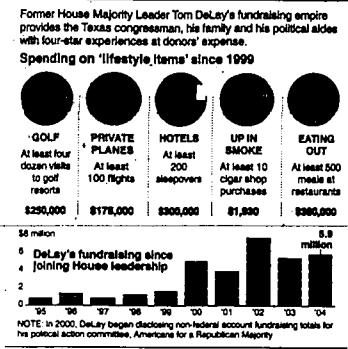 Former House Majority Leader Tom DeLay's fundraising empire
provides the Texas congressman, his family and his political aides
with four-star experiences at donors' expense.
Spending on 'lifestyle items' since 1999
GOLF
At least four
dozen visits
to golf
resorts
$250,000
PRIVATE
PLANES
At least
100 flights
HOTELS
At least
200
sleepovers
$300,000
UP IN
SMOKE
At least 10
cigar shop
purchases
$1,930
EATING
OUT
At least 500
meals at
restaurants
$8 million
5.9
million
DeLay's fundraising since
joining House leadership
6
4
2
0
'95 '96 '97 '98 '99 '00 '01 '02 '03 '04
NOTE: In 2000, DeLay began disclosing non-federal account fundraising totals for
his political action committee, Americans for a Republican Majority